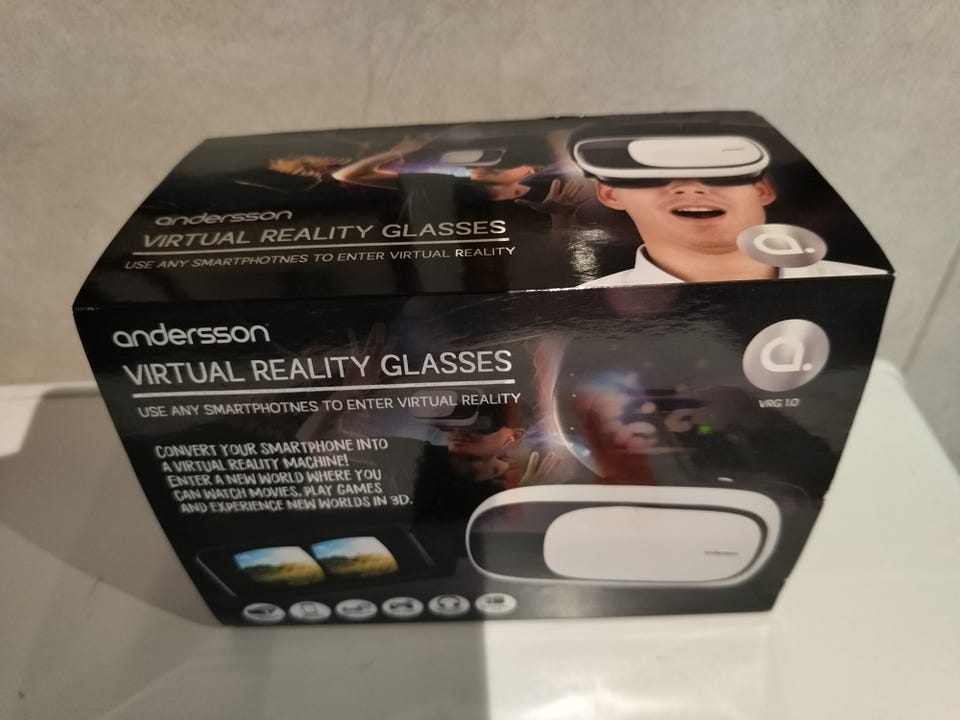 andersson
VIRTUAL REALITY GLASSES
USE ANY SMARTPHOTNES TO ENTER VIRTUAL REALITY
a.
andersson
VIRTUAL REALITY GLASSES
USE ANY SMARTPHOTNES TO ENTER VIRTUAL REALITY
a.
VRG 1.0
CONVERT YOUR SMARTPHONE INTO
A VIRTUAL REALITY MACHINE!
ENTER A NEW WORLD WHERE YOU
CAN WATCH MOVIES, PLAY GAMES
AND EXPERIENCE NEW WORLDS IN 3D.